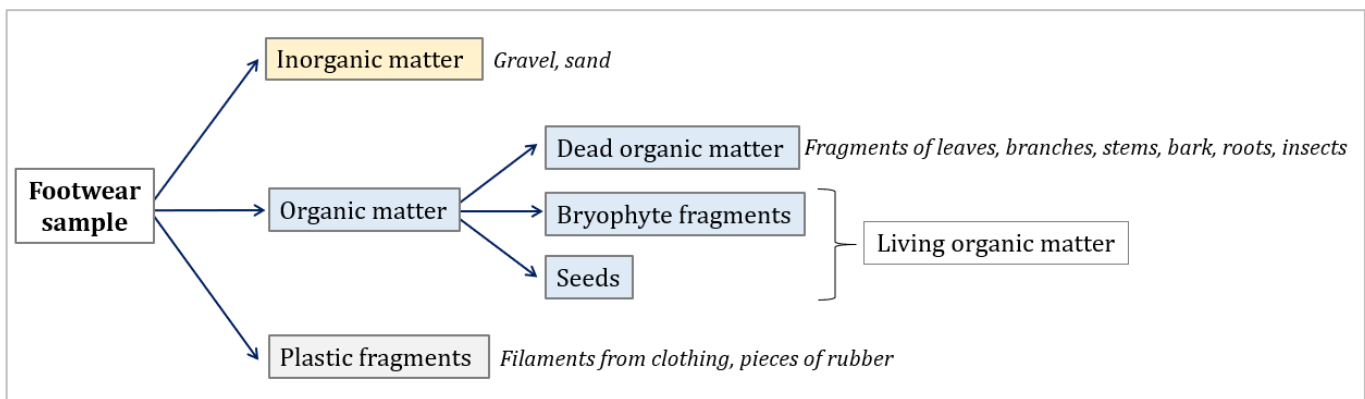 Inorganic matter
Gravel, sand
Dead organic matter
Fragments of leaves, branches, stems, bark, roots, insects
Footwear
sample
Organic matter
Bryophyte fragments
Living organic matter
Seeds
Plastic fragments
Filaments from clothing, pieces of rubber